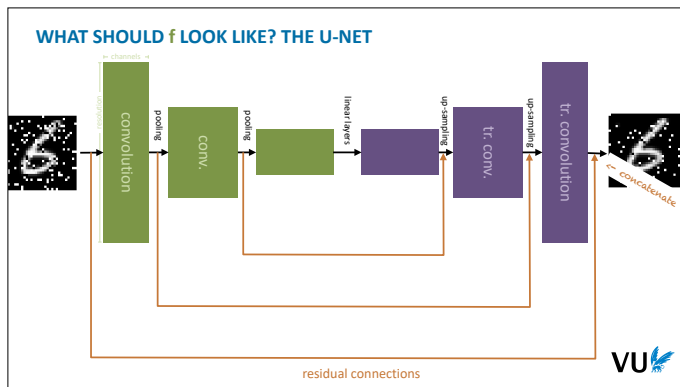 WHAT SHOULD f LOOK LIKE? THE U-NET
channels
resolution
convolution
pooling
conv.
pooling
linear layers
up-sampling
tr. conv.
up-sampling
tr. convolution
← concatenate
residual connections
VU